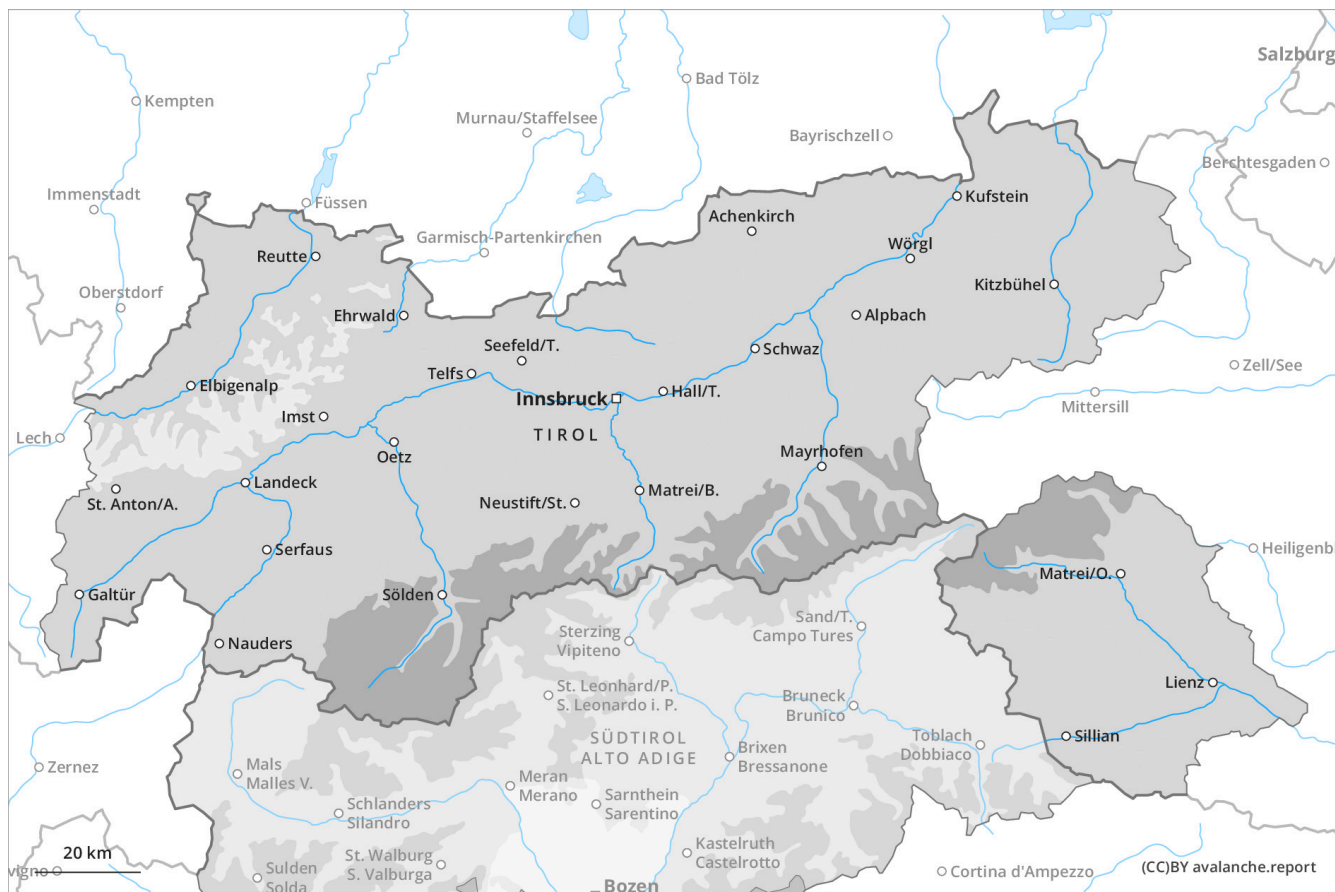 Salzburg
Kempten
Bad Tölz
Murnau/Staffelsee
Bayrischzell
Berchtesgaden
Immenstadt
Füssen
Kufstein
Achenkirch
Garmisch-Partenkirchen
Wörgl
Reutte
Kitzbühel
Oberstdorf
Ehrwald
Alpbach
Seefeld/T.
Schwaz
Zell/See
Telfs
Elbigenalp
Innsbruck
Hall/T.
Mittersill
Imst
TIROL
Lech
Oetz
Mayrhofen
Landeck
Matrei/B.
St. Anton/A.
Neustift/St.
Serfaus
Heiligenb
Matrei/O.
Galtür
Sölden
Sand/T.
Campo Tures
Sterzing
Vipiteno
Nauders
Lienz
St. Leonhard/P.
S. Leonardo i. P.
Bruneck
Brunico
Sillian
SÜDTIROL
ALTO ADIGE
Toblach
Dobbiaco
Brixen
Bressanone
Zernez
Mals
Malles V.
Meran
Merano
Sarnthein
Sarentino
Schlanders
Silandro
Kastelruth
Castelrotto
20 km
St. Walburg
S. Valburga
vigno
Sulden
Solda
Cortina d'Ampezzo
(CC)BY avalanche.report
Bozen